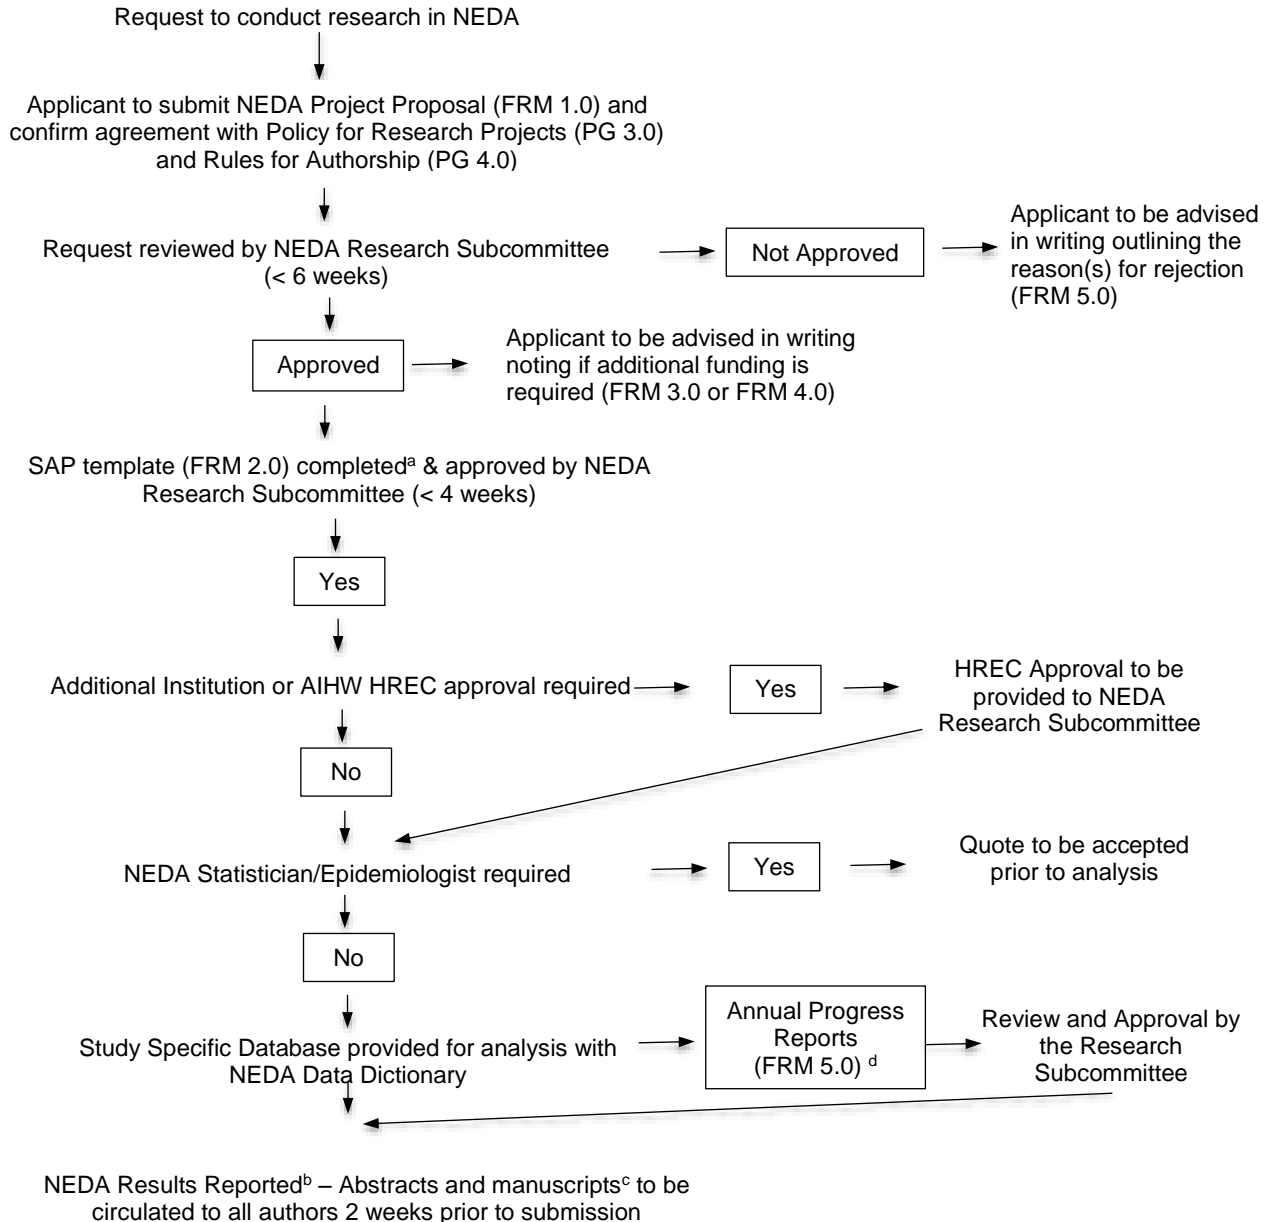 Request to conduct research in NEDA
Applicant to submit NEDA Project Proposal (FRM 1.0) and
confirm agreement with Policy for Research Projects (PG 3.0)
and Rules for Authorship (PG 4.0)
Request reviewed by NEDA Research Subcommittee
(< 6 weeks)
Not Approved
Applicant to be advised
in writing outlining the
reason(s) for rejection
(FRM 5.0)
Approved
Applicant to be advised in writing
noting if additional funding is
required (FRM 3.0 or FRM 4.0)
SAP template (FRM 2.0) completedᵃ & approved by NEDA
Research Subcommittee (< 4 weeks)
Yes
Additional Institution or AIHW HREC approval required
Yes
HREC Approval to be
provided to NEDA
Research Subcommittee
No
NEDA Statistician/Epidemiologist required
Yes
Quote to be accepted
prior to analysis
No
Study Specific Database provided for analysis with
NEDA Data Dictionary
Annual Progress
Reports
(FRM 5.0) ᵈ
Review and Approval by
the Research
Subcommittee
NEDA Results Reportedᵇ – Abstracts and manuscriptsᶜ to be
circulated to all authors 2 weeks prior to submission